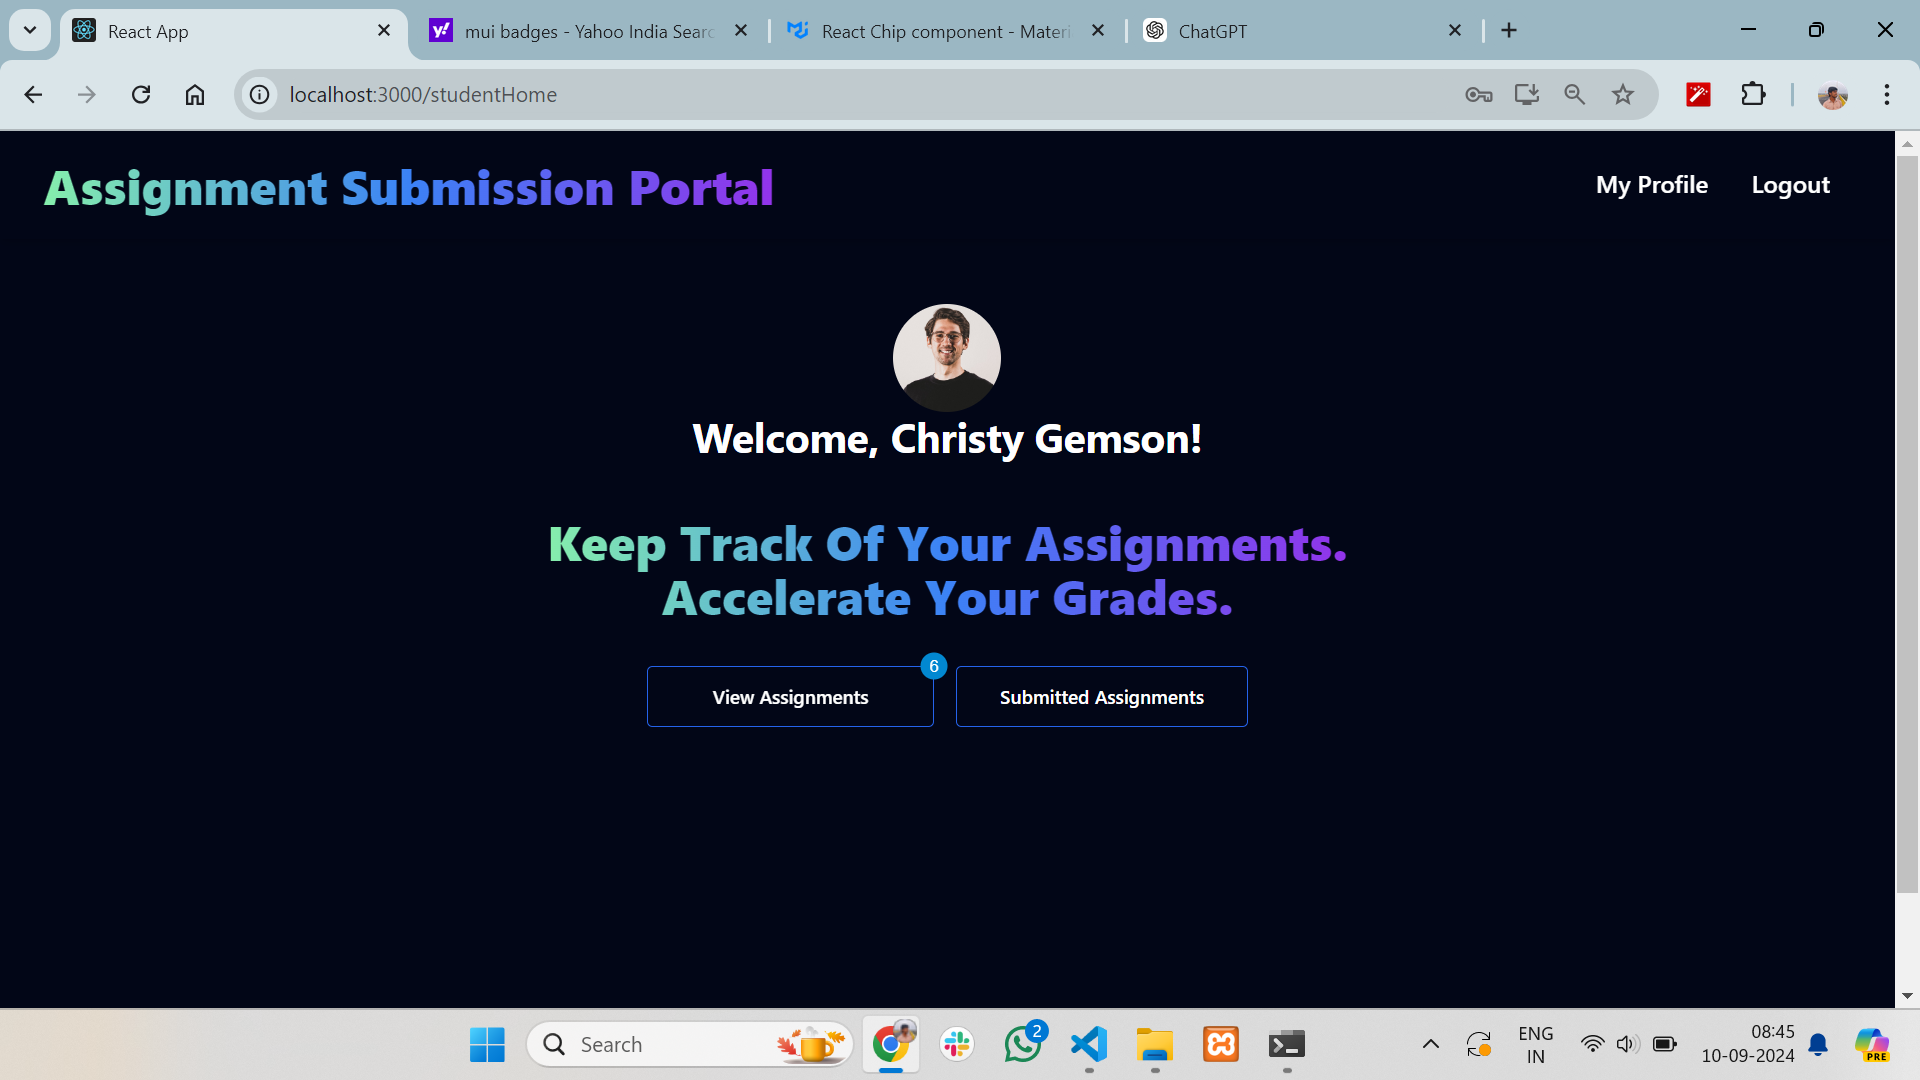 React App
mui badges - Yahoo India Searc
React Chip component - Materi
ChatGPT
localhost:3000/studentHome
Assignment Submission Portal
My Profile
Logout
Welcome, Christy Gemson!
Keep Track Of Your Assignments.
Accelerate Your Grades.
6
View Assignments
Submitted Assignments
Search
2
ENG
IN
08:45
10-09-2024
PRE